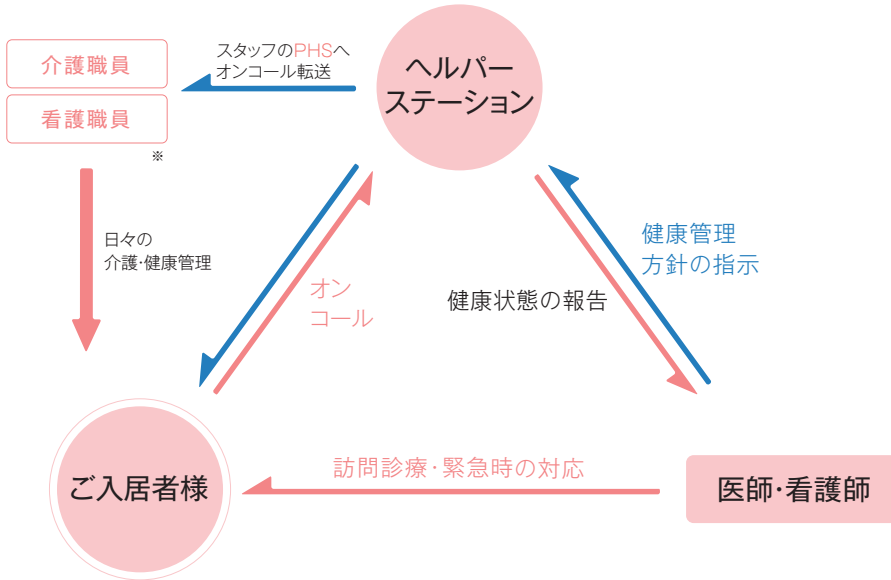 介護職員
看護職員
※
スタッフのPHSへ
オンコール転送
ヘルパー
ステーション
日々の
介護・健康管理
オン
コール
健康状態の報告
健康管理
方針の指示
ご入居者様
訪問診療・緊急時の対応
医師・看護師